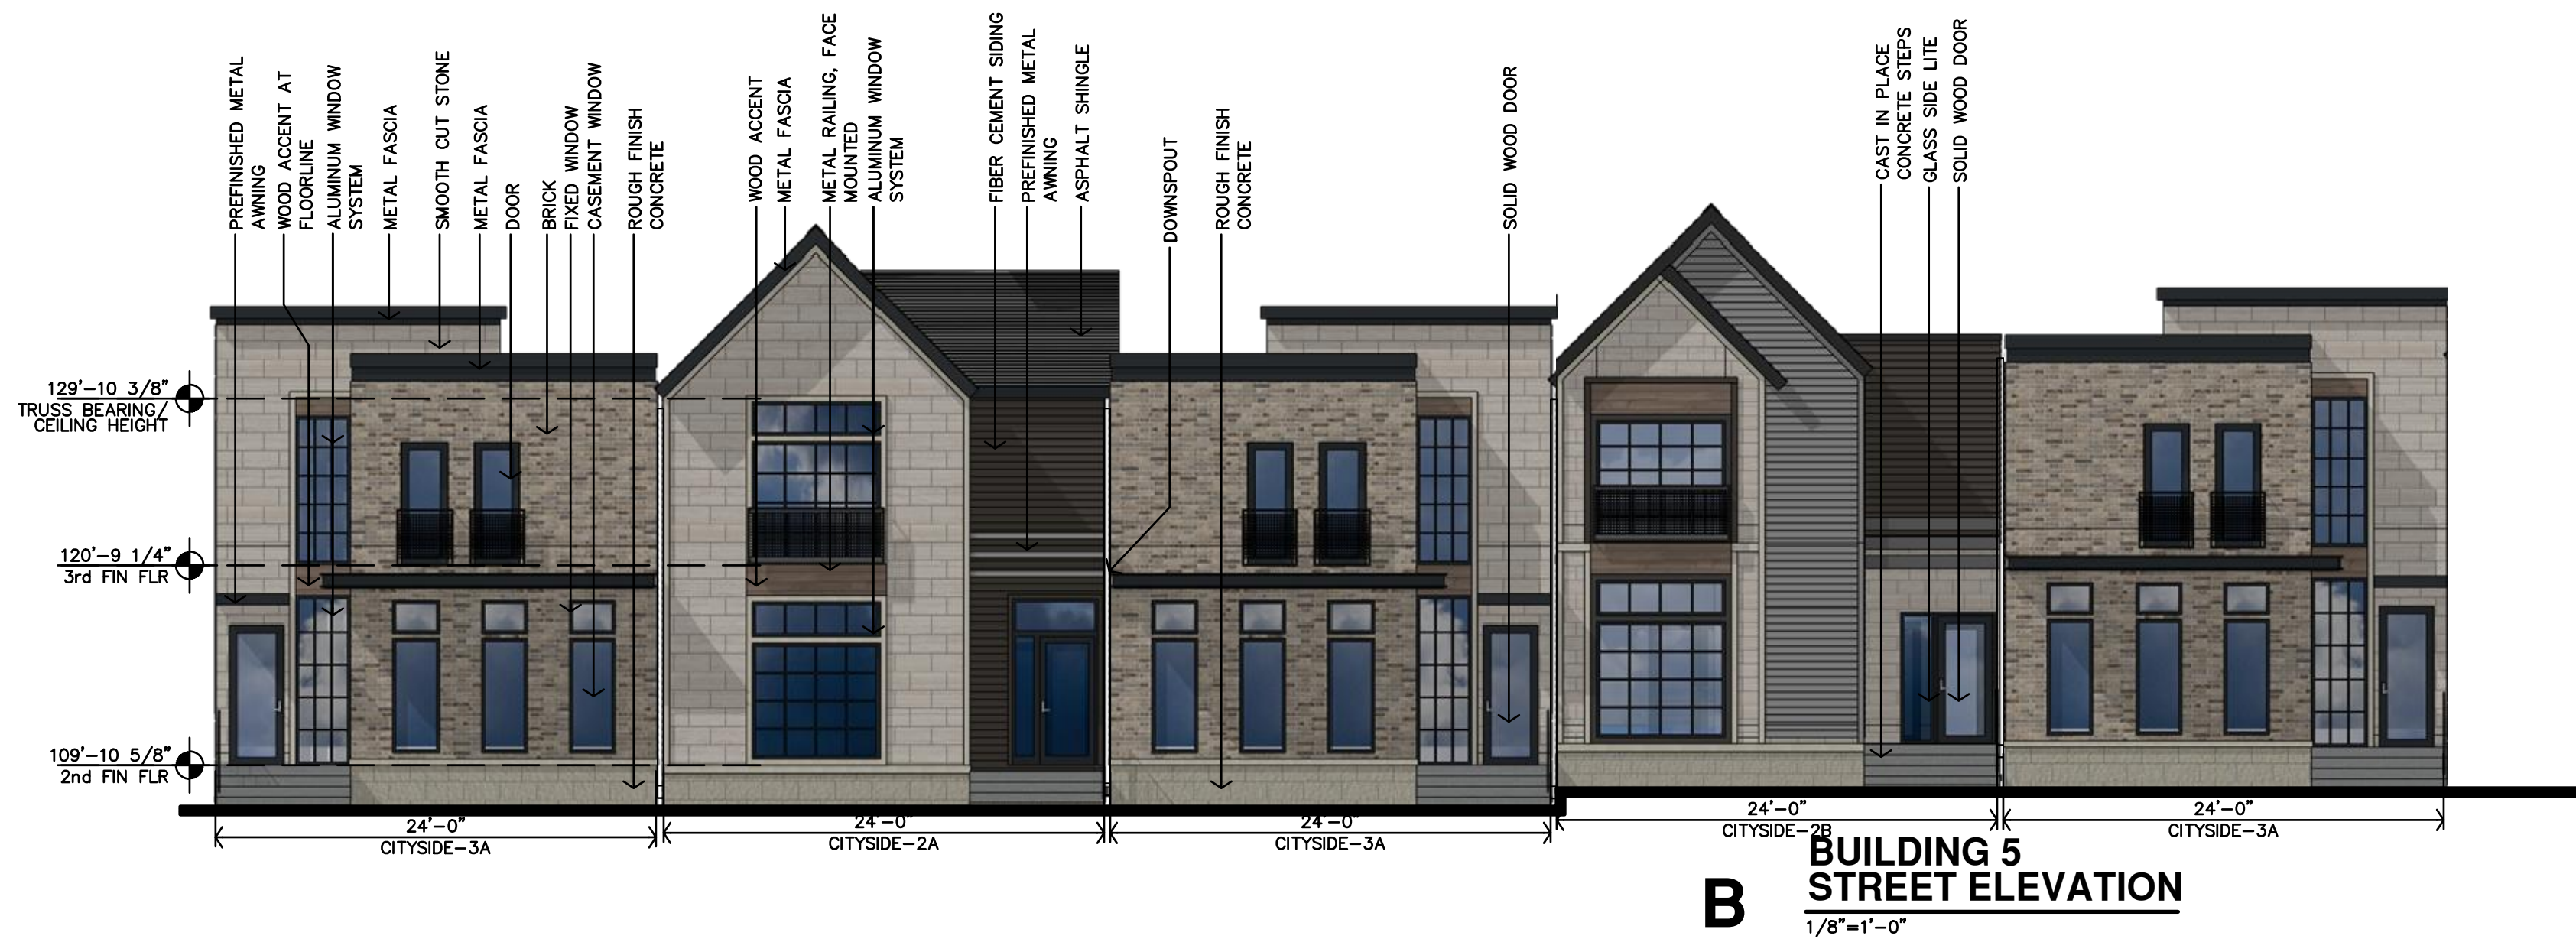 PREFINISHED METAL
AWNING
WOOD ACCENT AT
FLOORLINE
ALUMINUM WINDOW
SYSTEM
METAL FASCIA
SMOOTH CUT STONE
METAL FASCIA
DOOR
BRICK
FIXED WINDOW
CASEMENT WINDOW
ROUGH FINISH
CONCRETE
WOOD ACCENT
METAL FASCIA
METAL RAILING, FACE
MOUNTED
ALUMINUM WINDOW
SYSTEM
FIBER CEMENT SIDING
PREFINISHED METAL
AWNING
ASPHALT SHINGLE
DOWNSPOUT
ROUGH FINISH
CONCRETE
SOLID WOOD DOOR
CAST IN PLACE
CONCRETE STEPS
GLASS SIDE LITE
SOLID WOOD DOOR
129'-10 3/8"
TRUSS BEARING/
CEILING HEIGHT
120'-9 1/4"
3rd FIN FLR
109'-10 5/8"
2nd FIN FLR
24'-0"
CITYSIDE-3A
24'-0"
CITYSIDE-2A
24'-0"
CITYSIDE-3A
24'-0"
CITYSIDE-2B
24'-0"
CITYSIDE-3A
B
BUILDING 5
STREET ELEVATION
1/8"=1'-0"